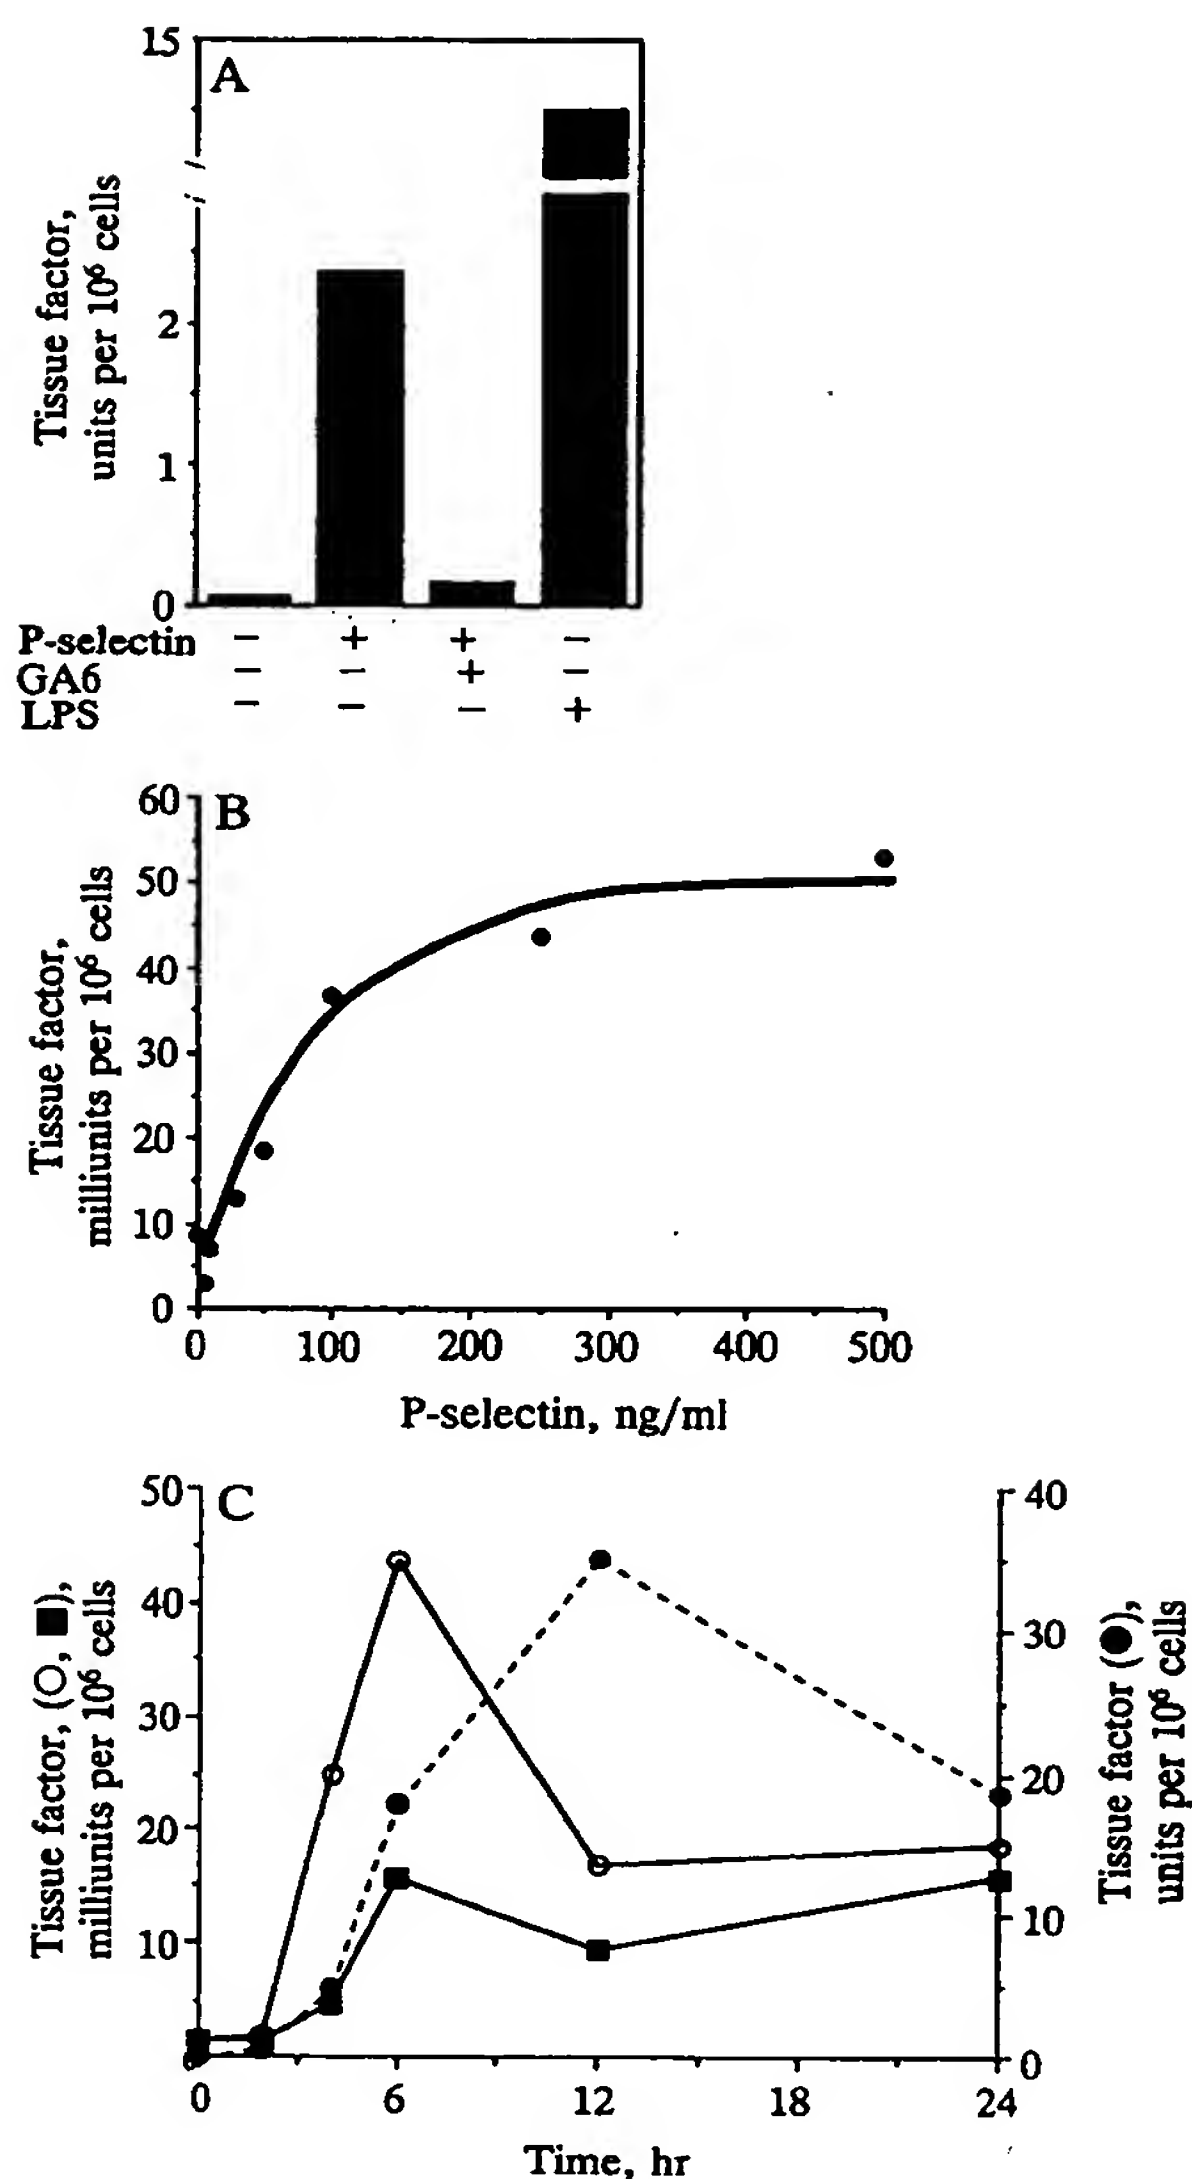 15
A
Tissue factor,
units per 10⁶ cells
2
1
0
P-selectin − + + −
GA6 − − + −
LPS − − − +
60
B
50
40
30
20
10
0
Tissue factor,
milliunits per 10⁶ cells
0 100 200 300 400 500
P-selectin, ng/ml
50
C
40
30
20
10
0
Tissue factor, (○, ■),
milliunits per 10⁶ cells
40
30
20
10
0
Tissue factor (●),
units per 10⁶ cells
0 6 12 18 24
Time, hr